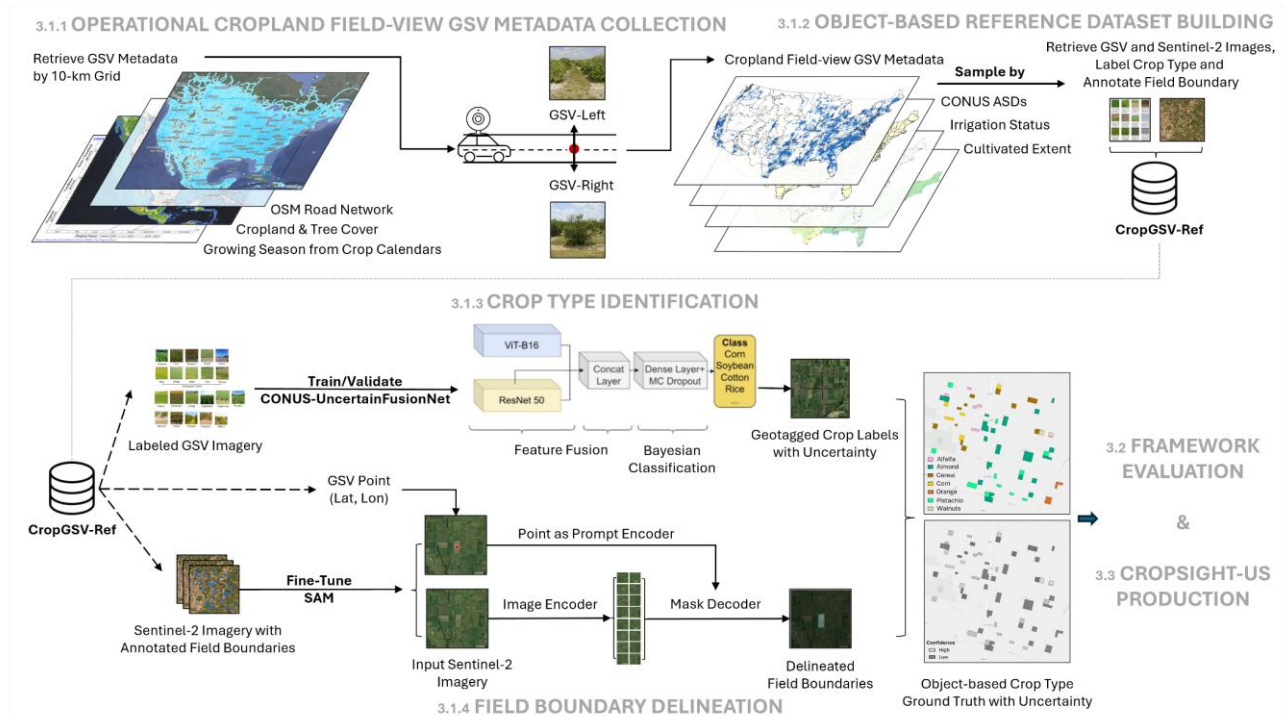 3.1.1 OPERATIONAL CROPLAND FIELD-VIEW GSV METADATA COLLECTION
Retrieve GSV Metadata
by 10-km Grid
OSM Road Network
Cropland & Tree Cover
Growing Season from Crop Calendars
GSV-Left
GSV-Right
3.1.2 OBJECT-BASED REFERENCE DATASET BUILDING
Cropland Field-view GSV Metadata
Sample by
CONUS ASDs
Irrigation Status
Cultivated Extent
Retrieve GSV and Sentinel-2 Images,
Label Crop Type and
Annotate Field Boundary
CropGSV-Ref
3.1.3 CROP TYPE IDENTIFICATION
Labeled GSV Imagery
Train/Validate
CONUS-UncertainFusionNet
ViT-B16
ResNet 50
Concat
Layer
Dense Layer+
MC Dropout
Class
Corn
Soybean
Cotton
Rice
...
Feature Fusion
Bayesian
Classification
Geotagged Crop Labels
with Uncertainty
CropGSV-Ref
GSV Point
(Lat, Lon)
Point as Prompt Encoder
Sentinel-2 Imagery with
Annotated Field Boundaries
Fine-Tune
SAM
Image Encoder
Mask Decoder
Input Sentinel-2
Imagery
Delineated
Field Boundaries
3.1.4 FIELD BOUNDARY DELINEATION
Alfalfa
Almond
Cereal
Corn
Orange
Pistachio
Walnuts
Confidence
High
Low
Object-based Crop Type
Ground Truth with Uncertainty
3.2 FRAMEWORK
EVALUATION
&
3.3 CROPSIGHT-US
PRODUCTION